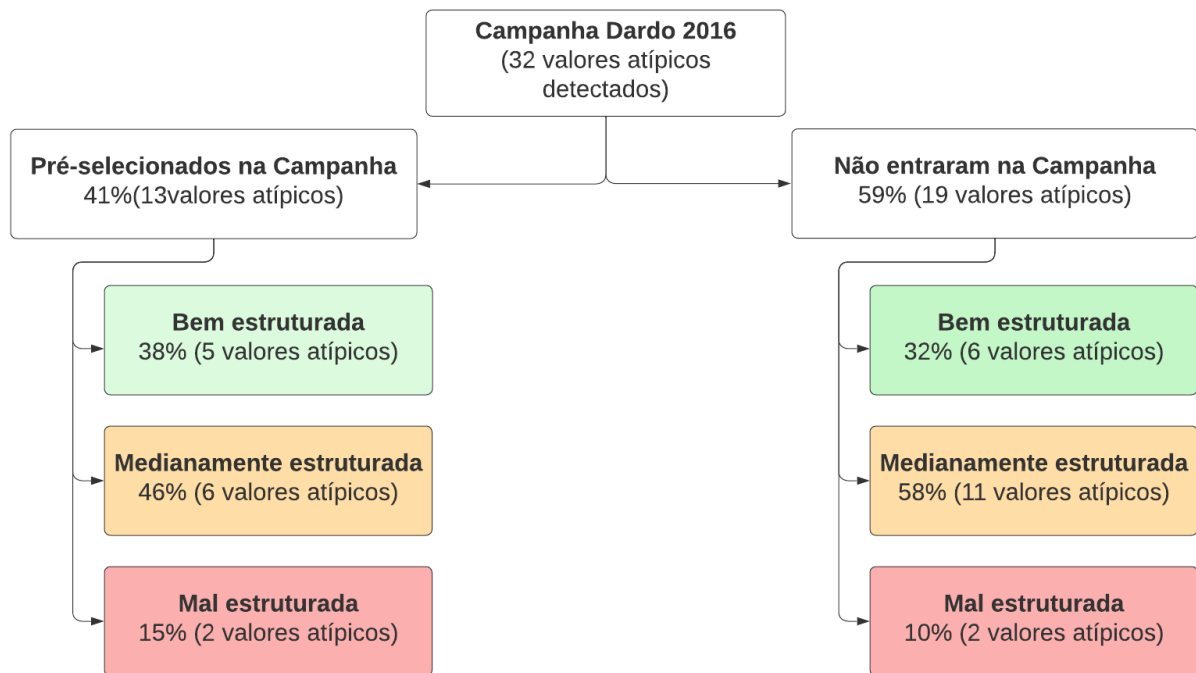 Campanha Dardo 2016
(32 valores atípicos
detectados)
Pré-selecionados na Campanha
41%(13valores atípicos)
Não entraram na Campanha
59% (19 valores atípicos)
Bem estruturada
38% (5 valores atípicos)
Medianamente estruturada
46% (6 valores atípicos)
Mal estruturada
15% (2 valores atípicos)
Bem estruturada
32% (6 valores atípicos)
Medianamente estruturada
58% (11 valores atípicos)
Mal estruturada
10% (2 valores atípicos)